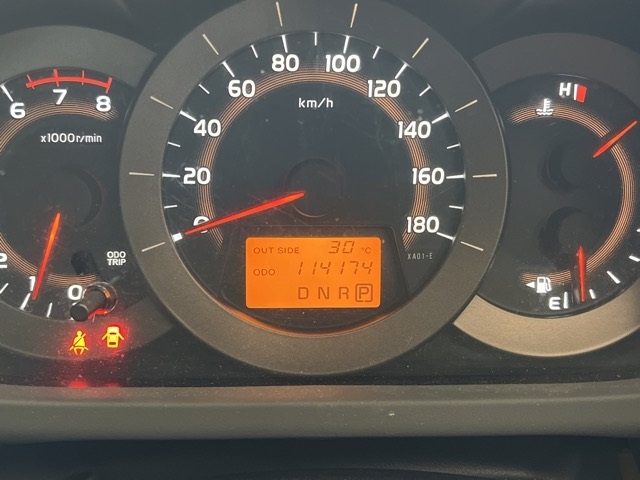 6 7 8
x1000r/min
2 1 0
ODO
TRIP
0 20 40 60 80 100 120 140 160 180
km/h
OUT SIDE 30 °C
ODO 114174
D N R P
XA01-E
H
E